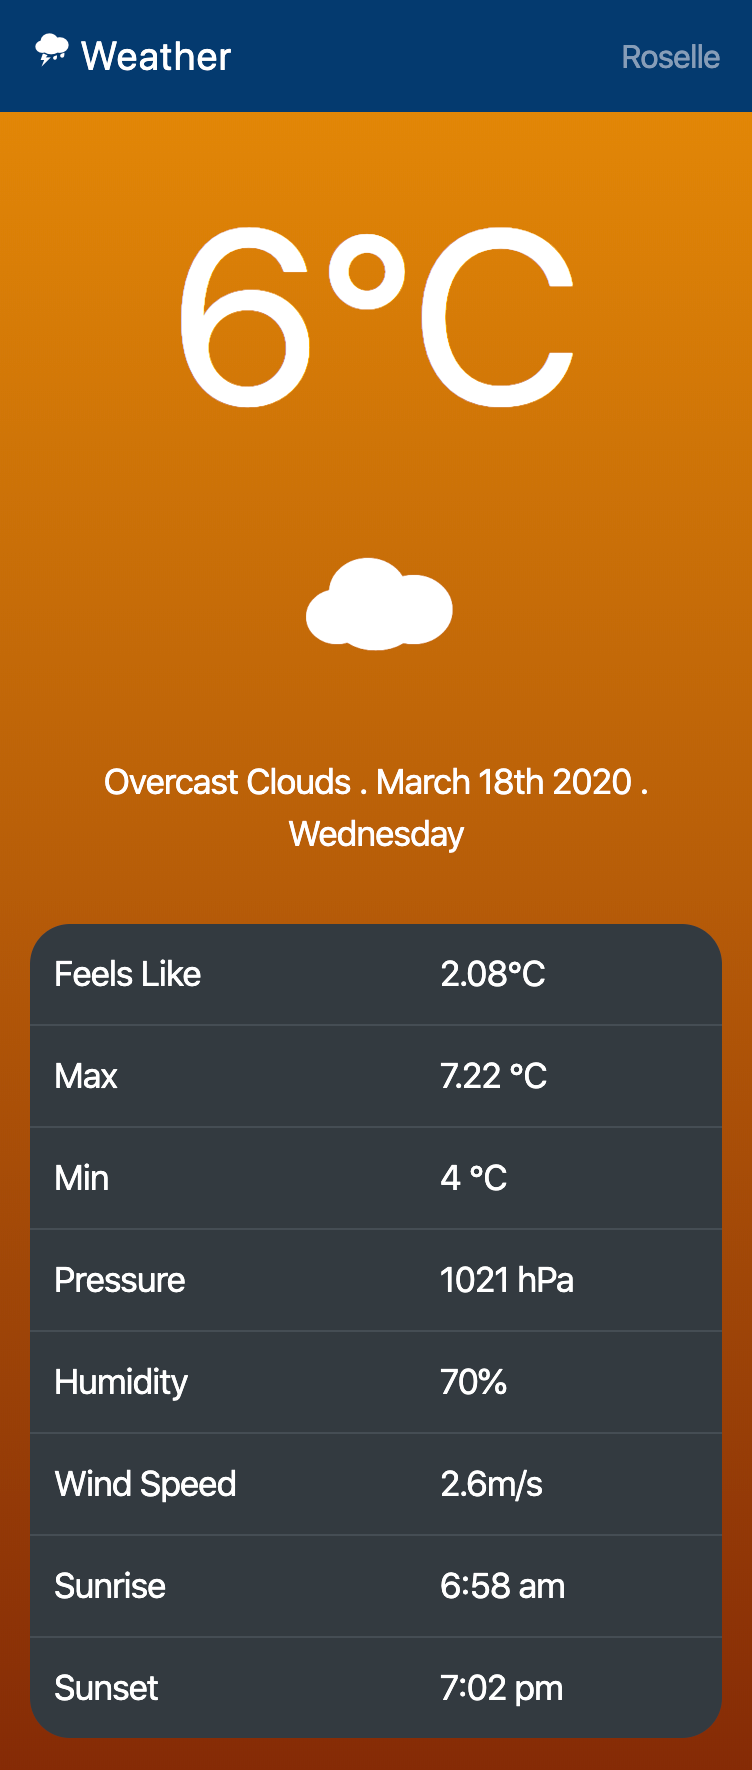 Weather Roselle
6°C
Overcast Clouds . March 18th 2020 .
Wednesday
Feels Like 2.08°C
Max 7.22 °C
Min 4 °C
Pressure 1021 hPa
Humidity 70%
Wind Speed 2.6m/s
Sunrise 6:58 am
Sunset 7:02 pm